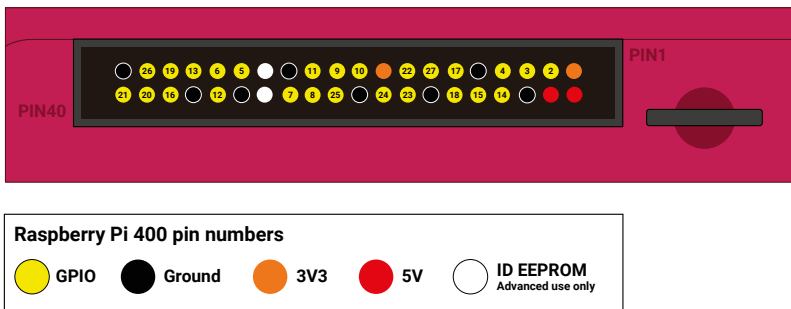 PIN1
26 19 13 6 5 11 9 10 22 27 17 4 3 2
21 20 16 12 7 8 25 24 23 18 15 14
PIN40
Raspberry Pi 400 pin numbers
GPIO Ground 3V3 5V ID EEPROM
Advanced use only